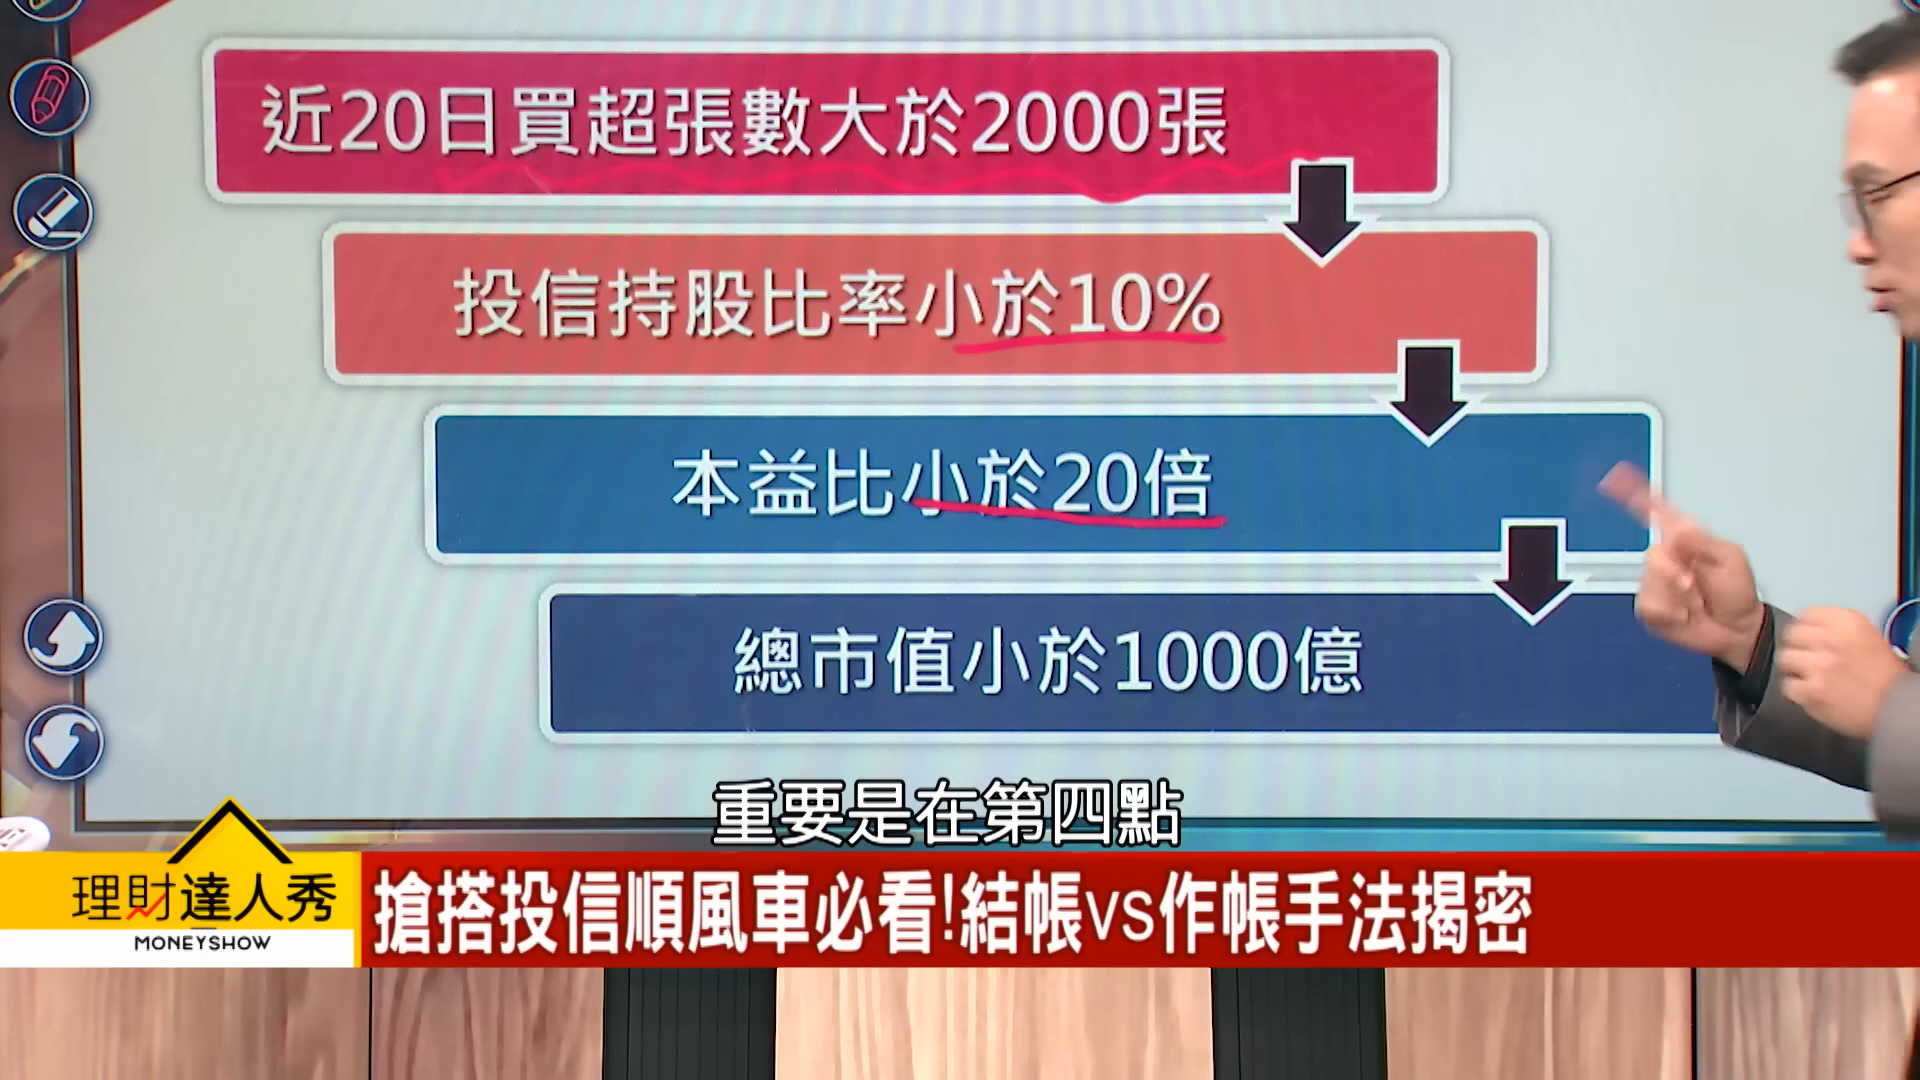 近20日買超張數大於2000張
投信持股比率小於10%
本益比小於20倍
總市值小於1000億
重要是在第四點
理財達人秀
MONEYSHOW
搶搭投信順風車必看!結帳vs作帳手法揭密